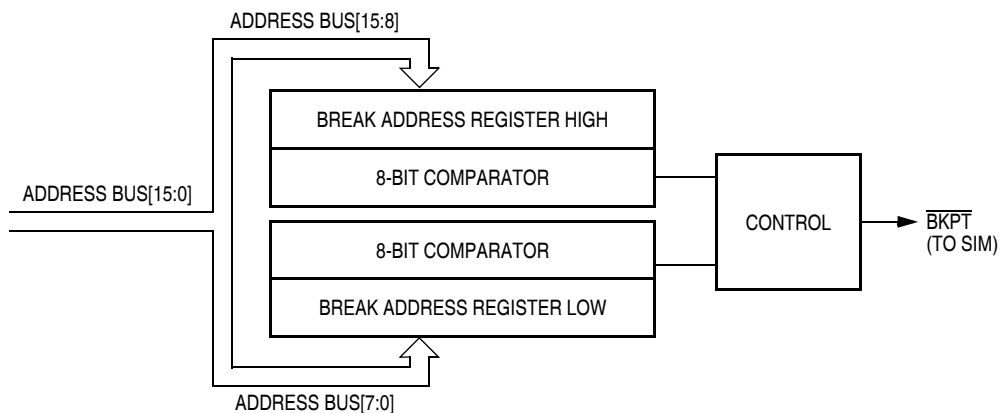 ADDRESS BUS[15:8]
BREAK ADDRESS REGISTER HIGH
8-BIT COMPARATOR
ADDRESS BUS[15:0]
CONTROL
BKPT
(TO SIM)
8-BIT COMPARATOR
BREAK ADDRESS REGISTER LOW
ADDRESS BUS[7:0]